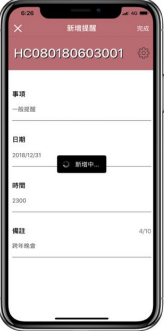 6:26
4G
新增提醒
完成
HC080180603001
事項
一般提醒
日期
2018/12/31
新增中...
時間
2300
備註
4/10
跨年晚會